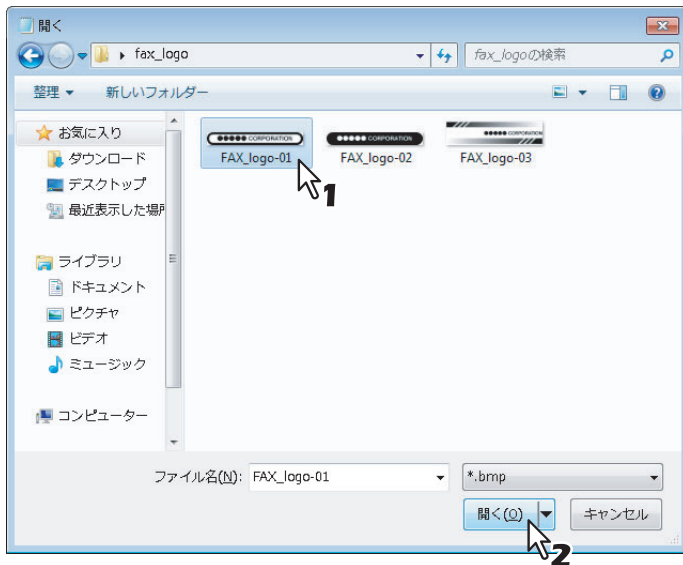 開く
fax_logo
fax_logoの検索
整理
新しいフォルダー
お気に入り
ダウンロード
デスクトップ
最近表示した場所
ライブラリ
ドキュメント
ピクチャ
ビデオ
ミュージック
コンピューター
●●●●● CORPORATION
FAX_logo-01
●●●●● CORPORATION
FAX_logo-02
●●●●● CORPORATION
FAX_logo-03
1
ファイル名(N):
FAX_logo-01
*.bmp
開く(O)
キャンセル
2